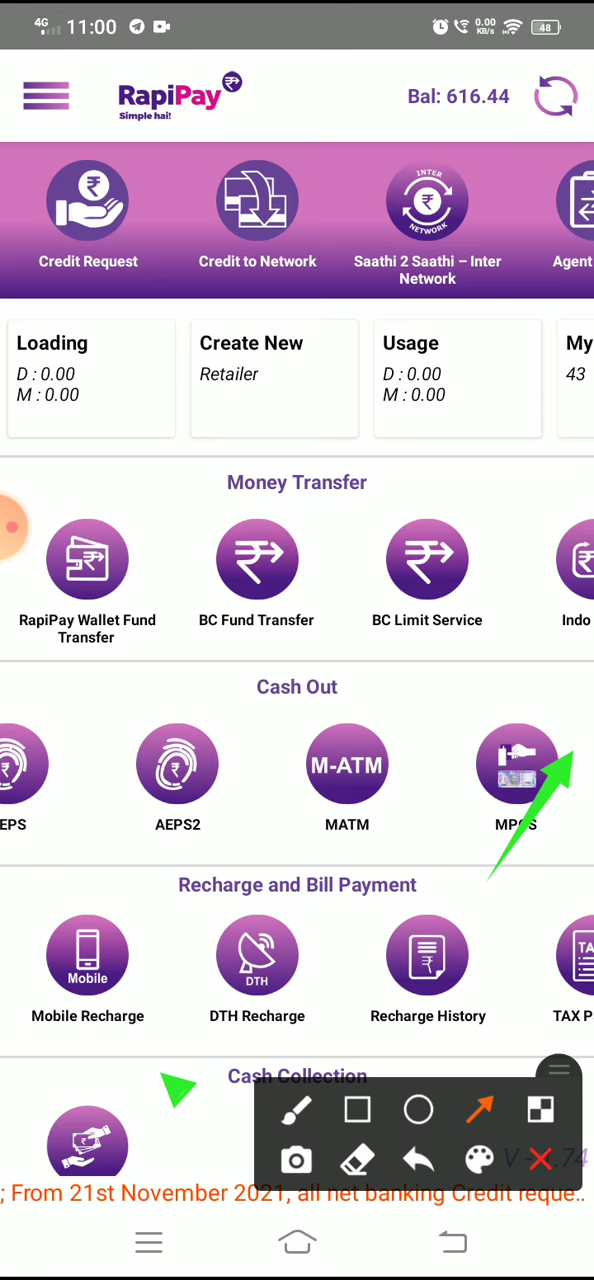 4G 11:00 0.00 KB/s 48
RapiPay
Simple hai!
Bal: 616.44
INTER
NETWORK
Credit Request
Credit to Network
Saathi 2 Saathi – Inter
Network
Agent
Loading
D : 0.00
M : 0.00
Create New
Retailer
Usage
D : 0.00
M : 0.00
My
43
Money Transfer
RapiPay Wallet Fund
Transfer
BC Fund Transfer
BC Limit Service
Indo
Cash Out
M-ATM
EPS
AEPS2
MATM
MPOS
Recharge and Bill Payment
Mobile
DTH
TA
Mobile Recharge
DTH Recharge
Recharge History
TAX P
Cash Collection
; From 21st November 2021, all net banking Credit reque..